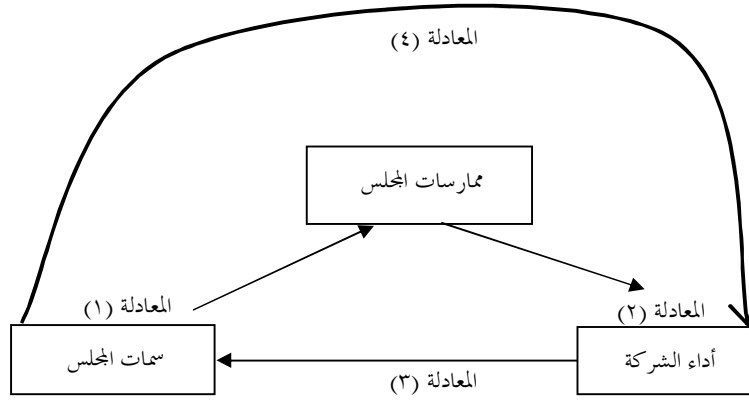 المعادلة (٤)
ممارسات المجلس
المعادلة (١)
المعادلة (٢)
سمات المجلس
أداء الشركة
المعادلة (٣)